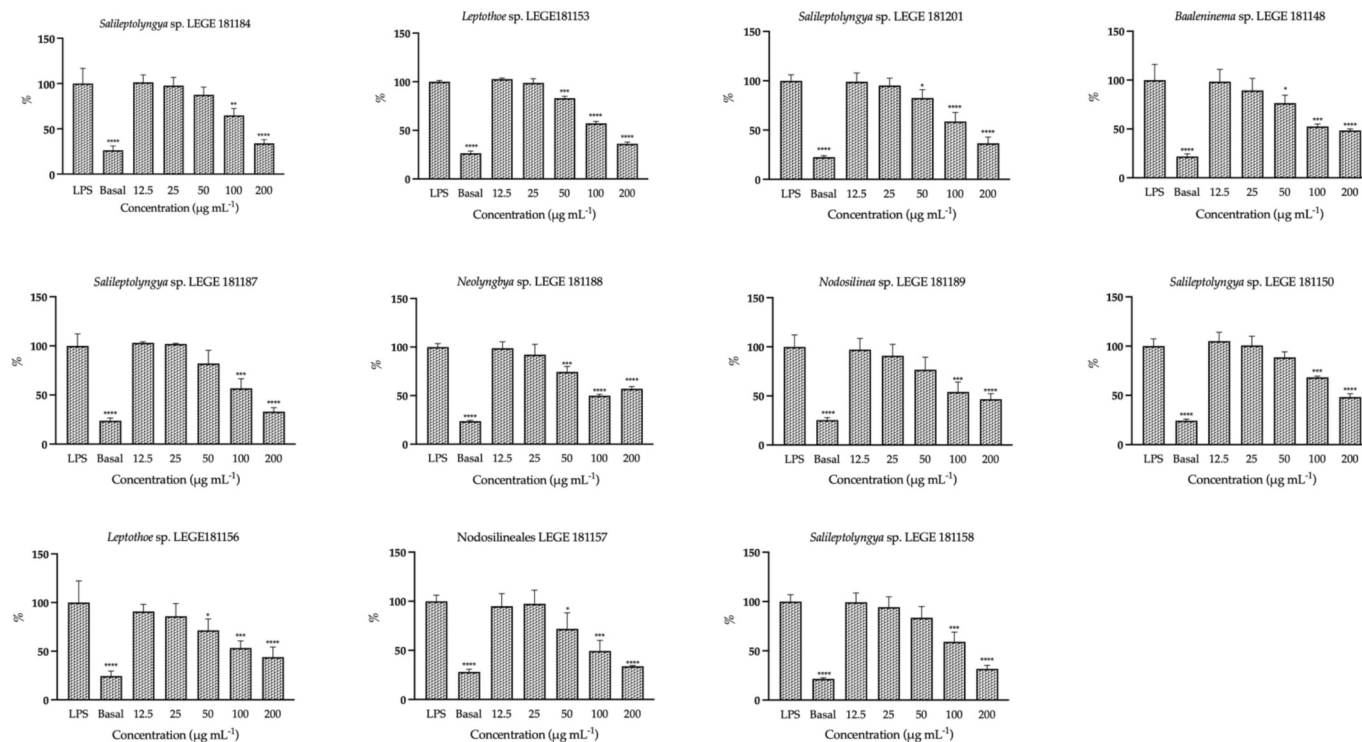 Salileptolyngya sp. LEGE 181184
150
100
50
0
%
****
**
****
LPS Basal 12.5 25 50 100 200
Concentration (µg mL-1)
Leptothoe sp. LEGE181153
150
100
50
0
%
****
***
****
****
LPS Basal 12.5 25 50 100 200
Concentration (µg mL-1)
Salileptolyngya sp. LEGE 181201
150
100
50
0
%
****
*
****
****
LPS Basal 12.5 25 50 100 200
Concentration (µg mL-1)
Baaleninema sp. LEGE 181148
150
100
50
0
%
****
*
***
****
LPS Basal 12.5 25 50 100 200
Concentration (µg mL-1)
Salileptolyngya sp. LEGE 181187
150
100
50
0
%
****
***
****
LPS Basal 12.5 25 50 100 200
Concentration (µg mL-1)
Neolyngbya sp. LEGE 181188
150
100
50
0
%
****
***
****
****
LPS Basal 12.5 25 50 100 200
Concentration (µg mL-1)
Nodosilinea sp. LEGE 181189
150
100
50
0
%
****
***
****
LPS Basal 12.5 25 50 100 200
Concentration (µg mL-1)
Salileptolyngya sp. LEGE 181150
150
100
50
0
%
****
***
****
LPS Basal 12.5 25 50 100 200
Concentration (µg mL-1)
Leptothoe sp. LEGE181156
150
100
50
0
%
****
*
***
****
LPS Basal 12.5 25 50 100 200
Concentration (µg mL-1)
Nodosilineales LEGE 181157
150
100
50
0
%
****
*
***
****
LPS Basal 12.5 25 50 100 200
Concentration (µg mL-1)
Salileptolyngya sp. LEGE 181158
150
100
50
0
%
****
***
****
LPS Basal 12.5 25 50 100 200
Concentration (µg mL-1)